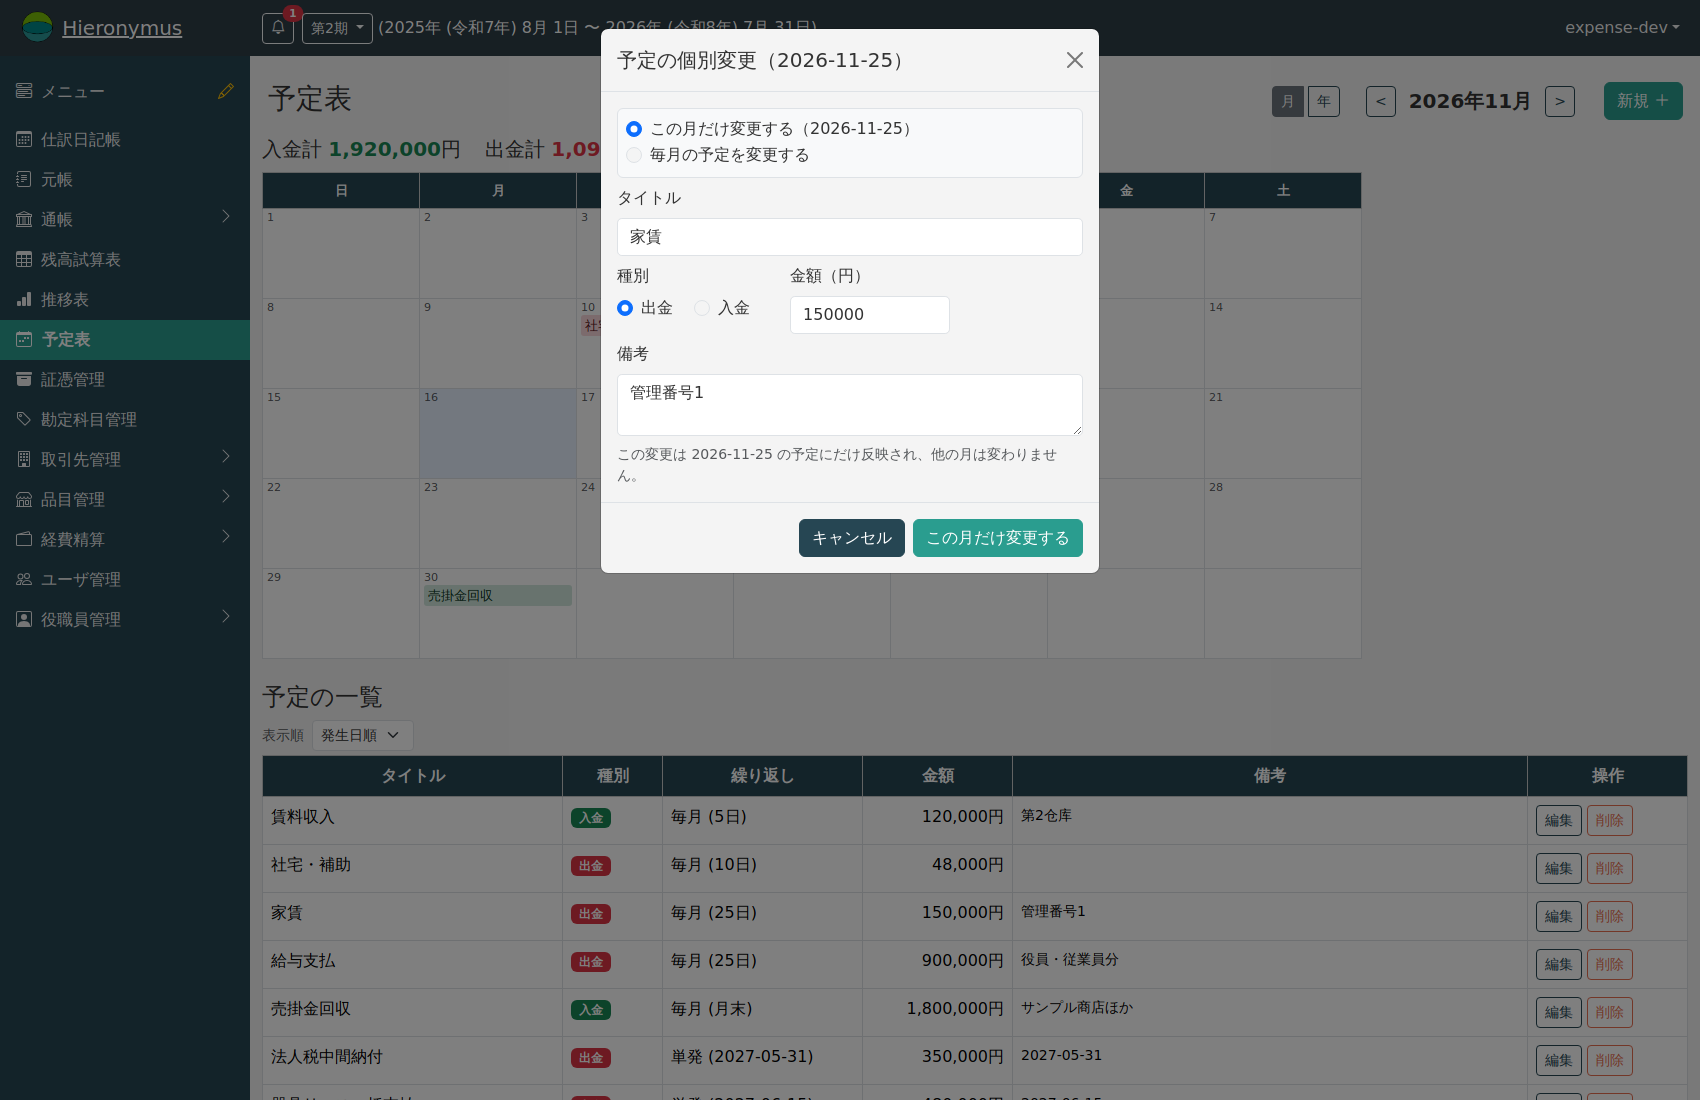 Hieronymus
1
第2期
(2025年 (令和7年) 8月 1日 〜 2026年 (令和8年) 7月 31日)
expense-dev
メニュー
仕訳日記帳
元帳
通帳
残高試算表
推移表
予定表
証憑管理
勘定科目管理
取引先管理
品目管理
経費精算
ユーザ管理
役職員管理
予定表
月 年 < 2026年11月 > 新規 +
入金計 1,920,000円 出金計 1,09
日 月 金 土
1 2 3 7
8 9 10 14
社宅
15 16 17 21
22 23 24 28
29 30
売掛金回収
予定の個別変更（2026-11-25）
この月だけ変更する（2026-11-25）
毎月の予定を変更する
タイトル
家賃
種別 金額（円）
出金 入金 150000
備考
管理番号1
この変更は 2026-11-25 の予定にだけ反映され、他の月は変わりませ
ん。
キャンセル この月だけ変更する
予定の一覧
表示順 発生日順
タイトル 種別 繰り返し 金額 備考 操作
賃料収入 入金 毎月 (5日) 120,000円 第2仓库 編集 削除
社宅・補助 出金 毎月 (10日) 48,000円 編集 削除
家賃 出金 毎月 (25日) 150,000円 管理番号1 編集 削除
給与支払 出金 毎月 (25日) 900,000円 役員・従業員分 編集 削除
売掛金回収 入金 毎月 (月末) 1,800,000円 サンプル商店ほか 編集 削除
法人税中間納付 出金 単発 (2027-05-31) 350,000円 2027-05-31 編集 削除